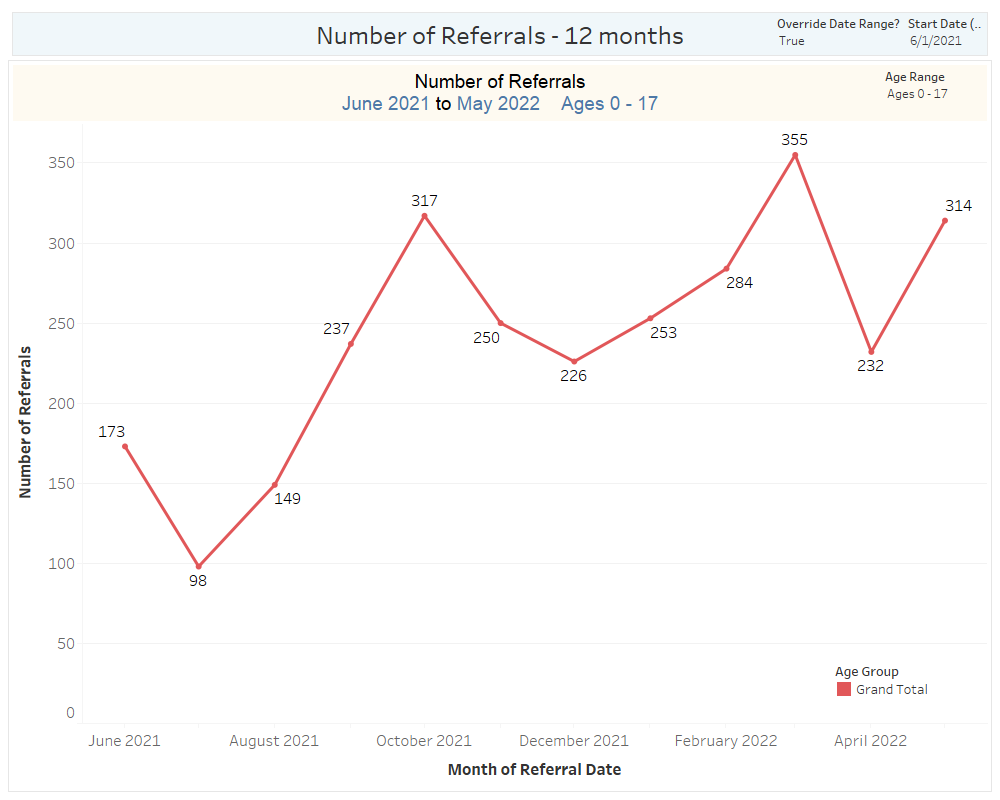 Number of Referrals - 12 months
Override Date Range? Start Date (..
True 6/1/2021
Number of Referrals
June 2021 to May 2022 Ages 0 - 17
Age Range
Ages 0 - 17
Number of Referrals
350
300
250
200
150
100
50
0
173
98
149
237
317
250
226
253
284
355
232
314
Age Group
Grand Total
June 2021 August 2021 October 2021 December 2021 February 2022 April 2022
Month of Referral Date